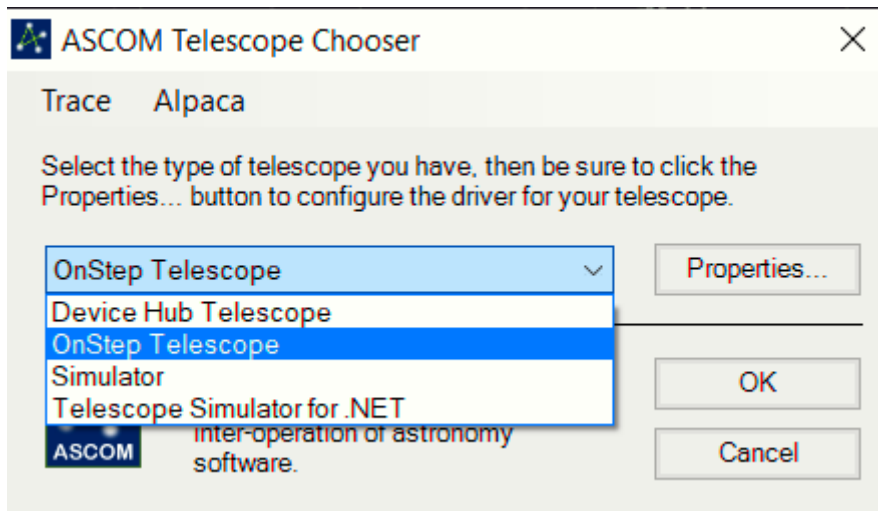 ASCOM Telescope Chooser
Trace Alpaca
Select the type of telescope you have, then be sure to click the
Properties... button to configure the driver for your telescope.
OnStep Telescope
Properties...
Device Hub Telescope
OnStep Telescope
Simulator
Telescope Simulator for .NET
OK
ASCOM
inter-operation of astronomy
software.
Cancel